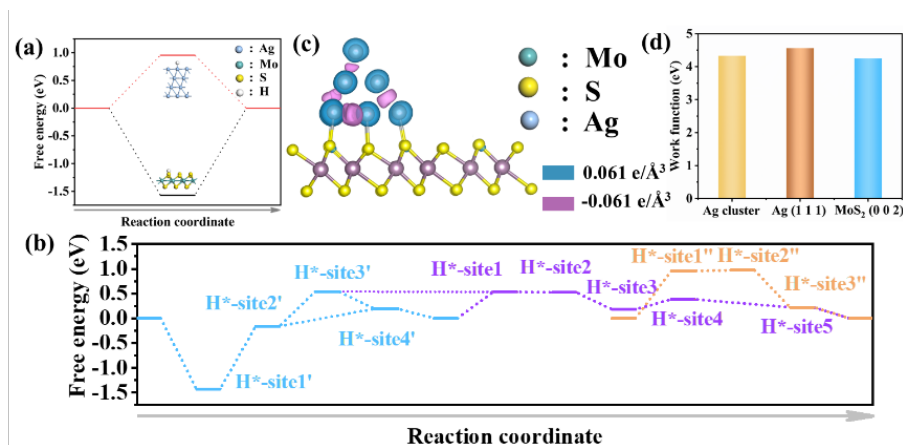 (a)
Free energy (eV)
1.0
0.5
0.0
-0.5
-1.0
-1.5
: Ag
: Mo
: S
: H
Reaction coordinate
(c)
: Mo
: S
: Ag
0.061 e/Å³
-0.061 e/Å³
(d)
Work function (eV)
5
4
3
2
1
0
Ag cluster
Ag (1 1 1)
MoS₂ (0 0 2)
(b)
Free energy (eV)
1.5
1.0
0.5
0.0
-0.5
-1.0
-1.5
H*-site1'
H*-site2'
H*-site3'
H*-site4'
H*-site1
H*-site2
H*-site3
H*-site4
H*-site5
H*-site1''
H*-site2''
H*-site3''
Reaction coordinate